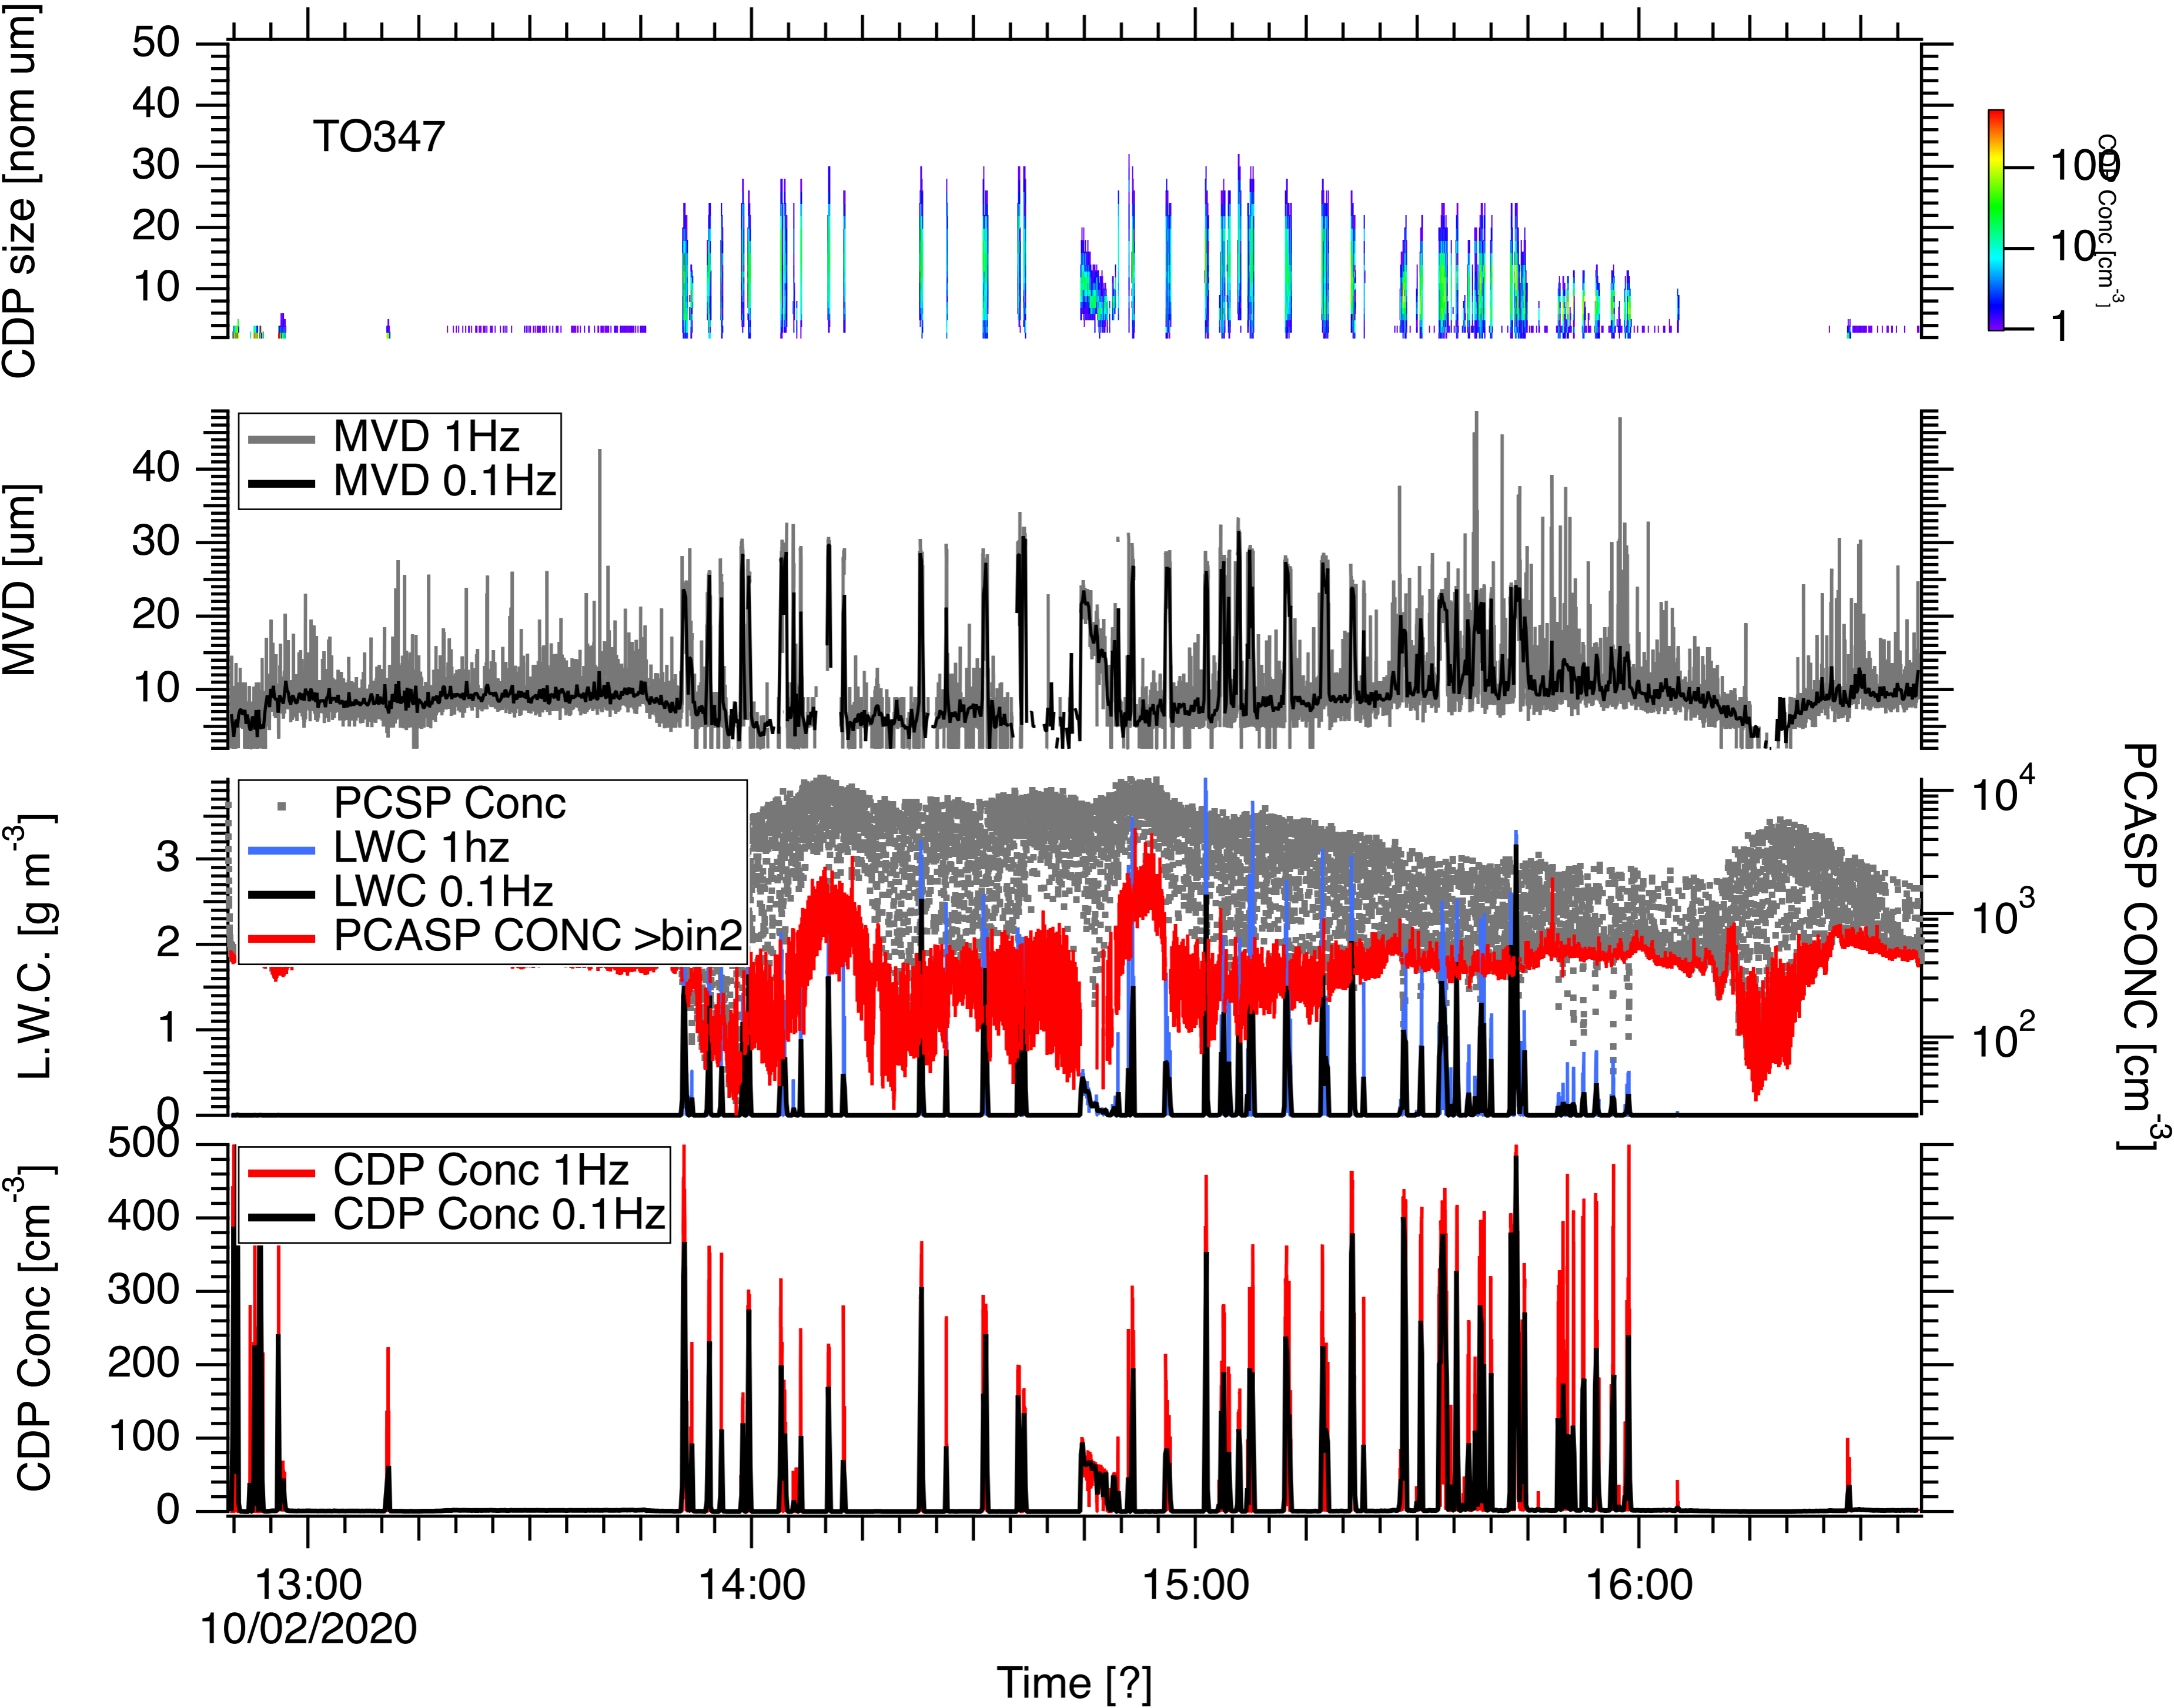 CDP size [nom um]
50
40
30
20
10
TO347
100
10
1
CDP Conc [cm-3]
MVD [um]
40
30
20
10
MVD 1Hz
MVD 0.1Hz
L.W.C. [g m-3]
3
2
1
0
PCSP Conc
LWC 1hz
LWC 0.1Hz
PCASP CONC >bin2
10^4
10^3
10^2
PCASP CONC [cm-3]
CDP Conc [cm-3]
500
400
300
200
100
0
CDP Conc 1Hz
CDP Conc 0.1Hz
13:00 14:00 15:00 16:00
10/02/2020
Time [?]